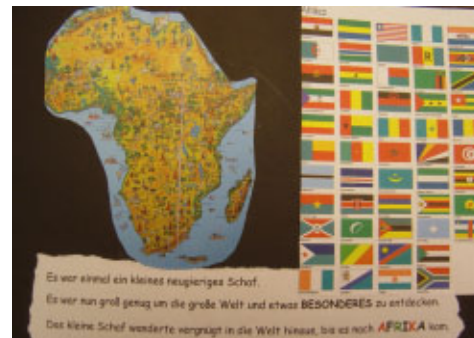 Afrika
Es war einmal ein kleines neugieriges Schaf.
Es war nun groß genug um die große Welt und etwas BESONDERES zu entdecken.
Das kleine Schaf wanderte vergnügt in die Welt hinaus, bis es nach AFRIKA kam.